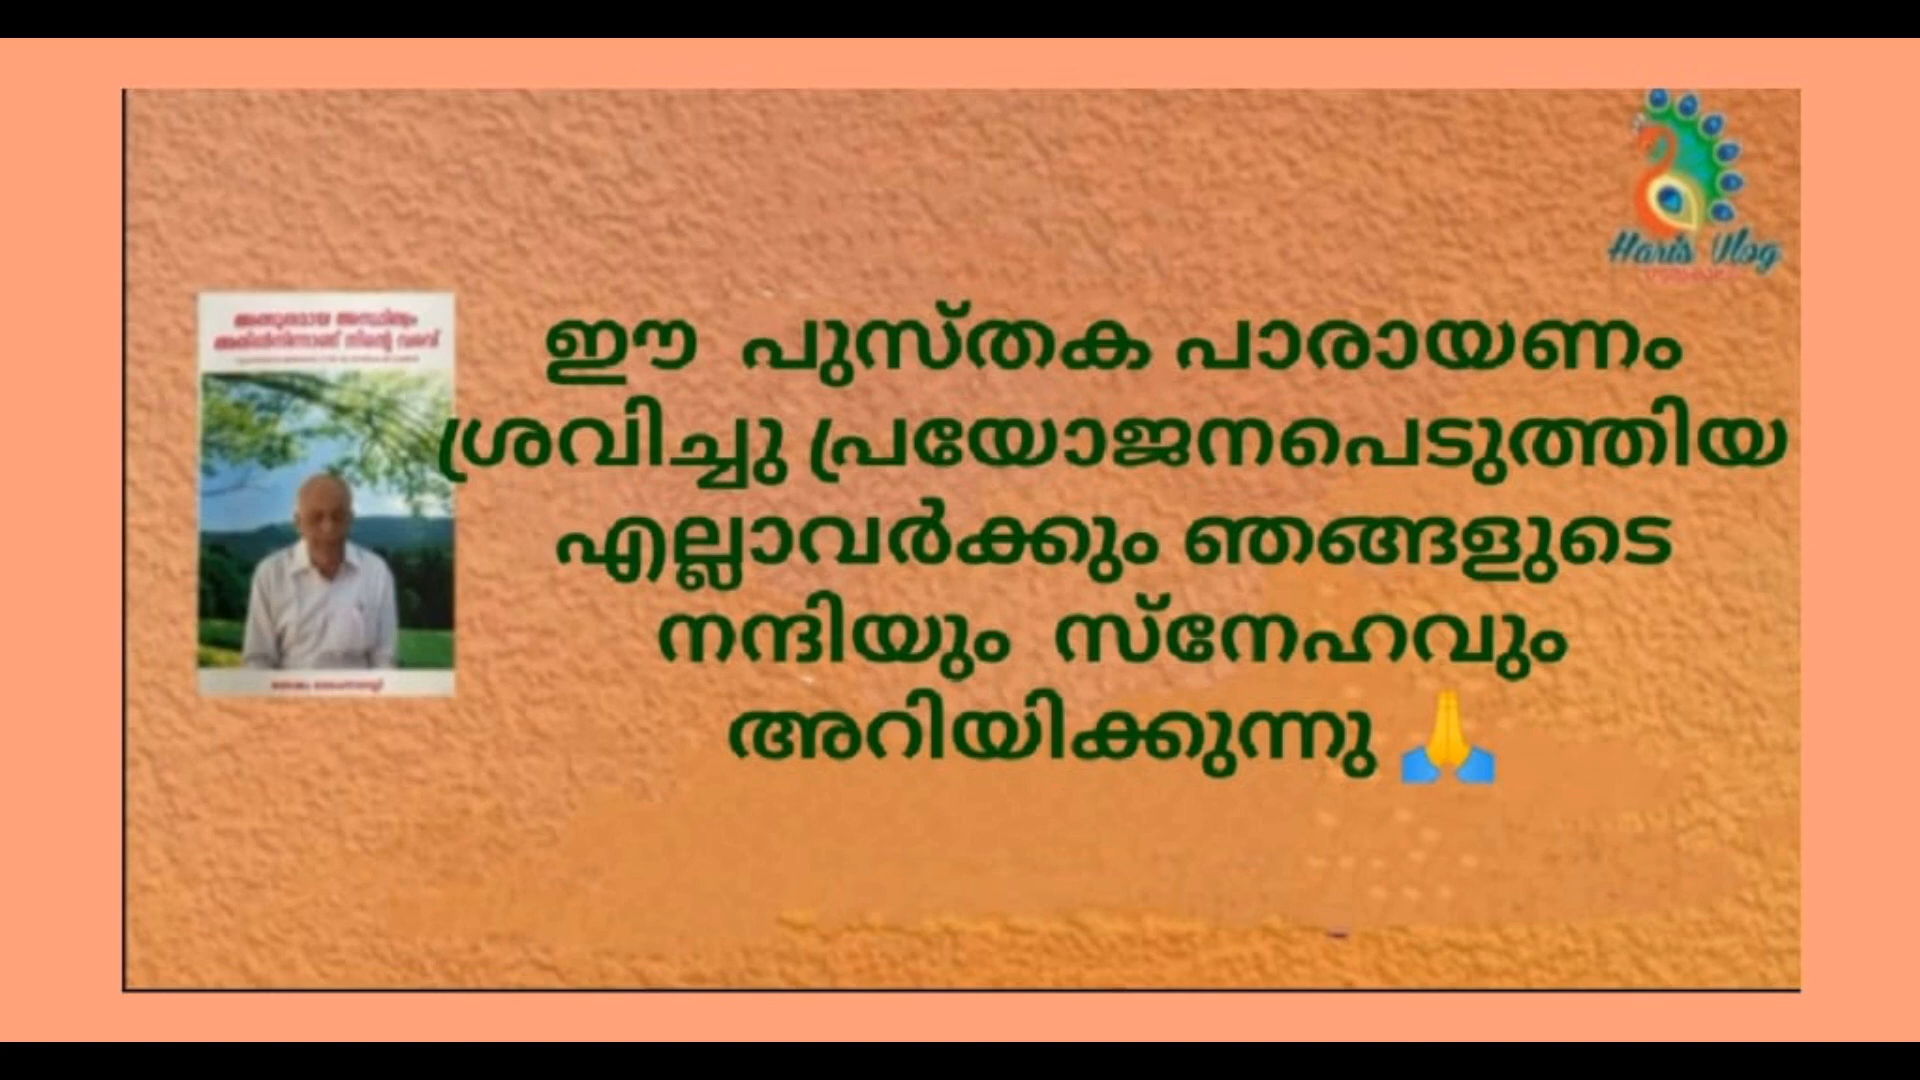 Haris Vlog
ഈ പുസ്തക പാരായണം
ശ്രവിച്ചു പ്രയോജനപെടുത്തിയ
എല്ലാവർക്കും ഞങ്ങളുടെ
നന്ദിയും സ്നേഹവും
അറിയിക്കുന്നു 🙏